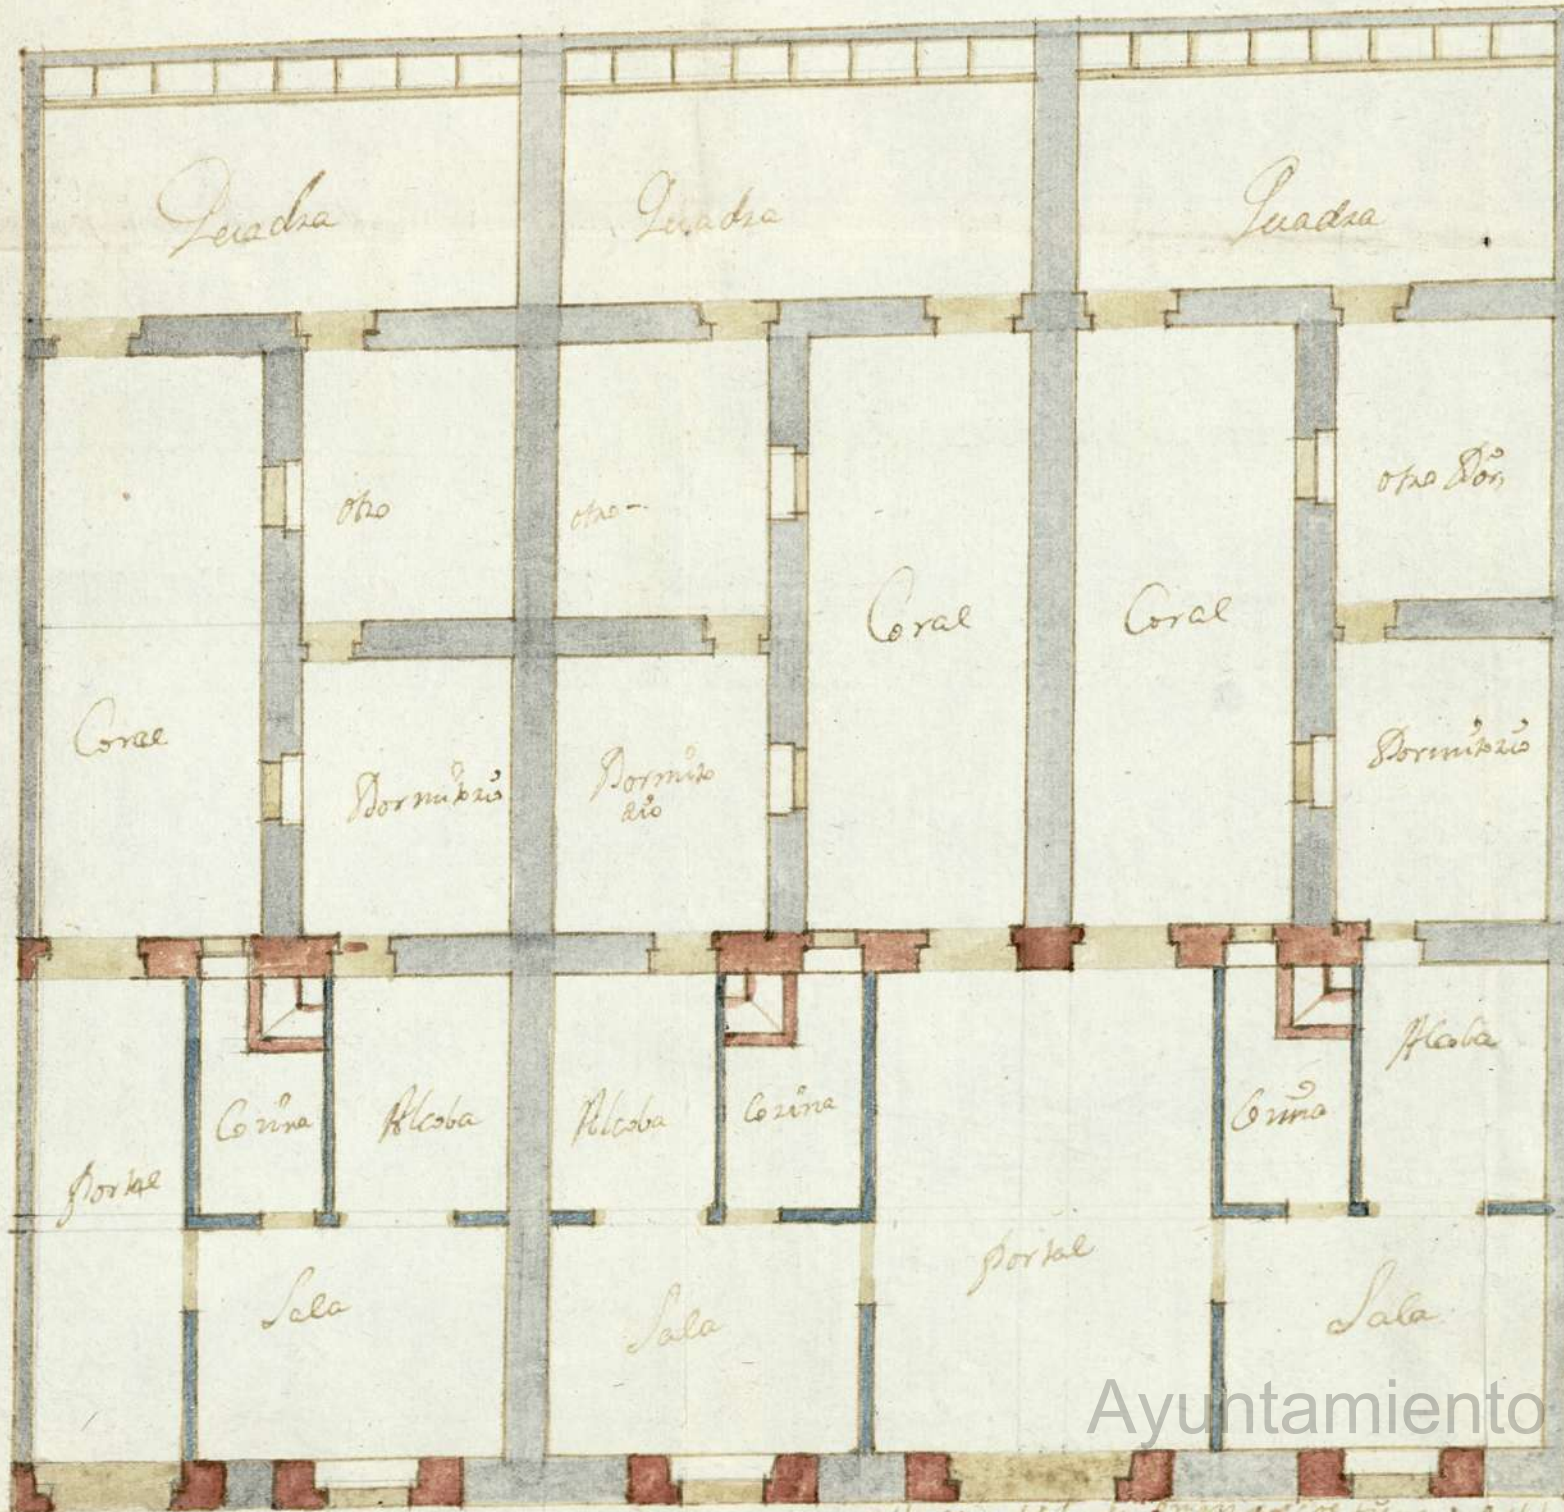 Quadra
Quadra
Quadra
otro
otro -.
otro Dor,
Coral
Coral
Coral
Dormitorio
Dormito
rio
Dormitorio
Alcoba
Cozina
Alcoba
Alcoba
Cozina
Cozina
Portal
Portal
Sala
Sala
Sala
Ayuntamiento